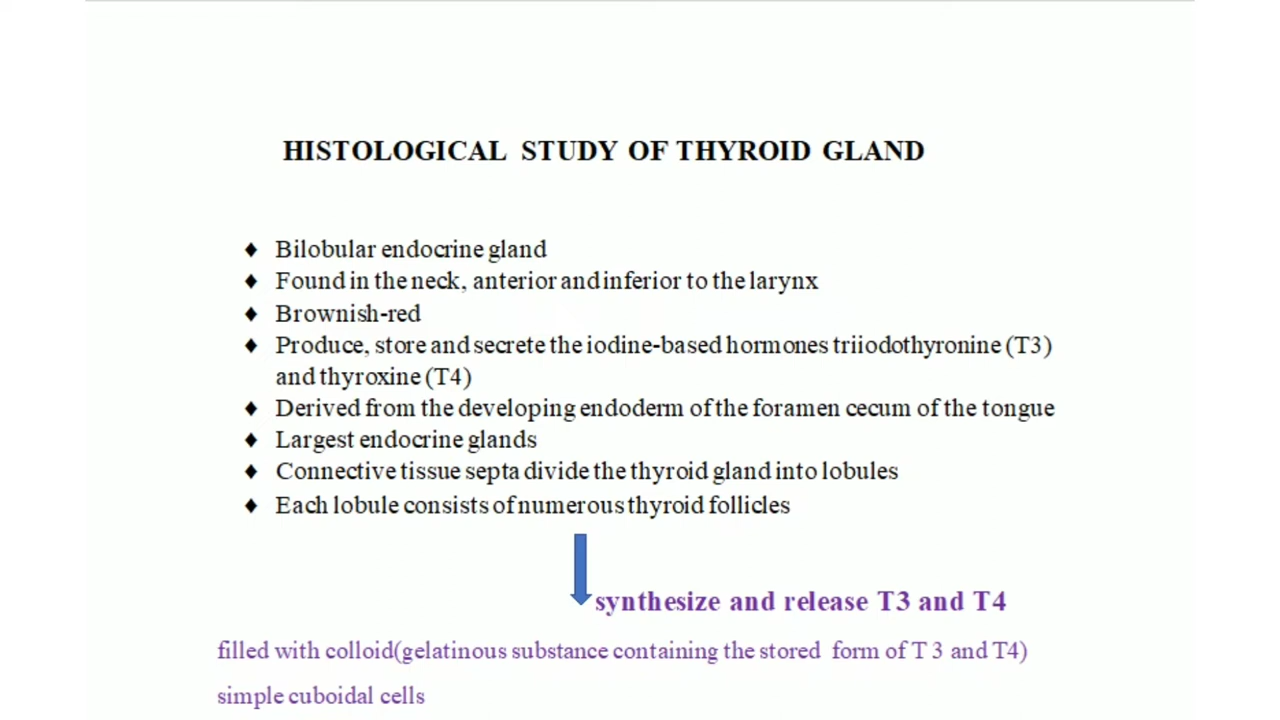 HISTOLOGICAL STUDY OF THYROID GLAND
♦ Bilobular endocrine gland
♦ Found in the neck, anterior and inferior to the larynx
♦ Brownish-red
♦ Produce, store and secrete the iodine-based hormones triiodothyronine (T3)
and thyroxine (T4)
♦ Derived from the developing endoderm of the foramen cecum of the tongue
♦ Largest endocrine glands
♦ Connective tissue septa divide the thyroid gland into lobules
♦ Each lobule consists of numerous thyroid follicles
synthesize and release T3 and T4
filled with colloid(gelatinous substance containing the stored form of T 3 and T4)
simple cuboidal cells